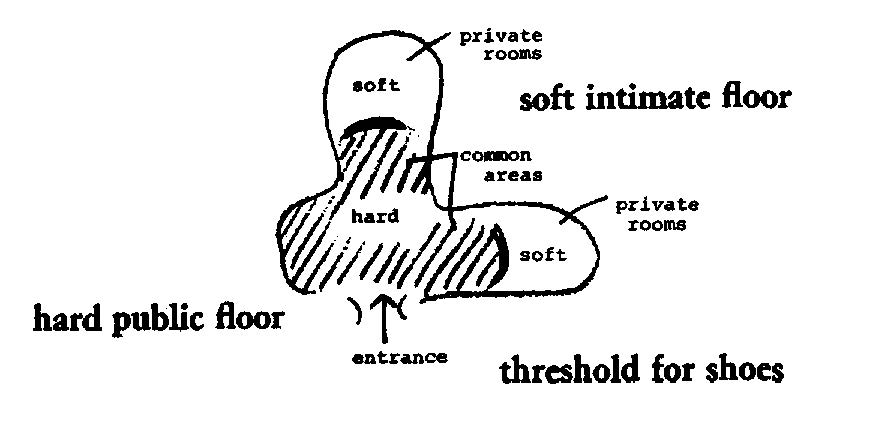 private
rooms
soft
soft intimate floor
common
areas
hard
private
rooms
soft
hard public floor
entrance
threshold for shoes